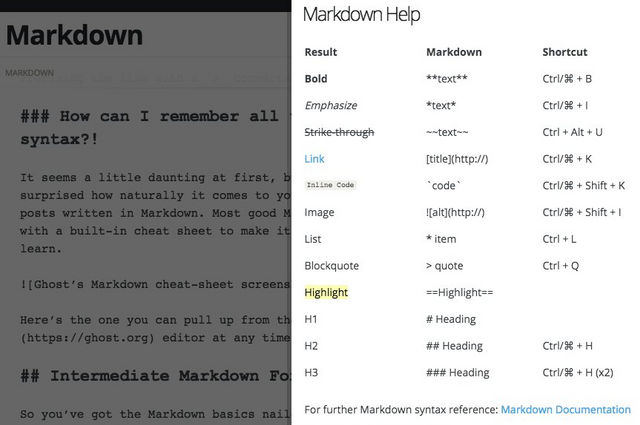 Markdown
MARKDOWN
### How can I remember all
syntax?!
It seems a little daunting at first, b
surprised how naturally it comes to yo
posts written in Markdown. Most good M
with a built-in cheat sheet to make it
learn.
![Ghost’s Markdown cheat-sheet screens
Here’s the one you can pull up from th
(https://ghost.org) editor at any time
## Intermediate Markdown Fo
So you’ve got the Markdown basics nail
Markdown Help
Result Markdown Shortcut
Bold **text** Ctrl/⌘ + B
Emphasize *text* Ctrl/⌘ + I
Strike-through ~~text~~ Ctrl + Alt + U
Link [title](http://) Ctrl/⌘ + K
Inline Code `code` Ctrl/⌘ + Shift + K
Image ![alt](http://) Ctrl/⌘ + Shift + I
List * item Ctrl + L
Blockquote > quote Ctrl + Q
Highlight ==Highlight==
H1 # Heading
H2 ## Heading Ctrl/⌘ + H
H3 ### Heading Ctrl/⌘ + H (x2)
For further Markdown syntax reference: Markdown Documentation